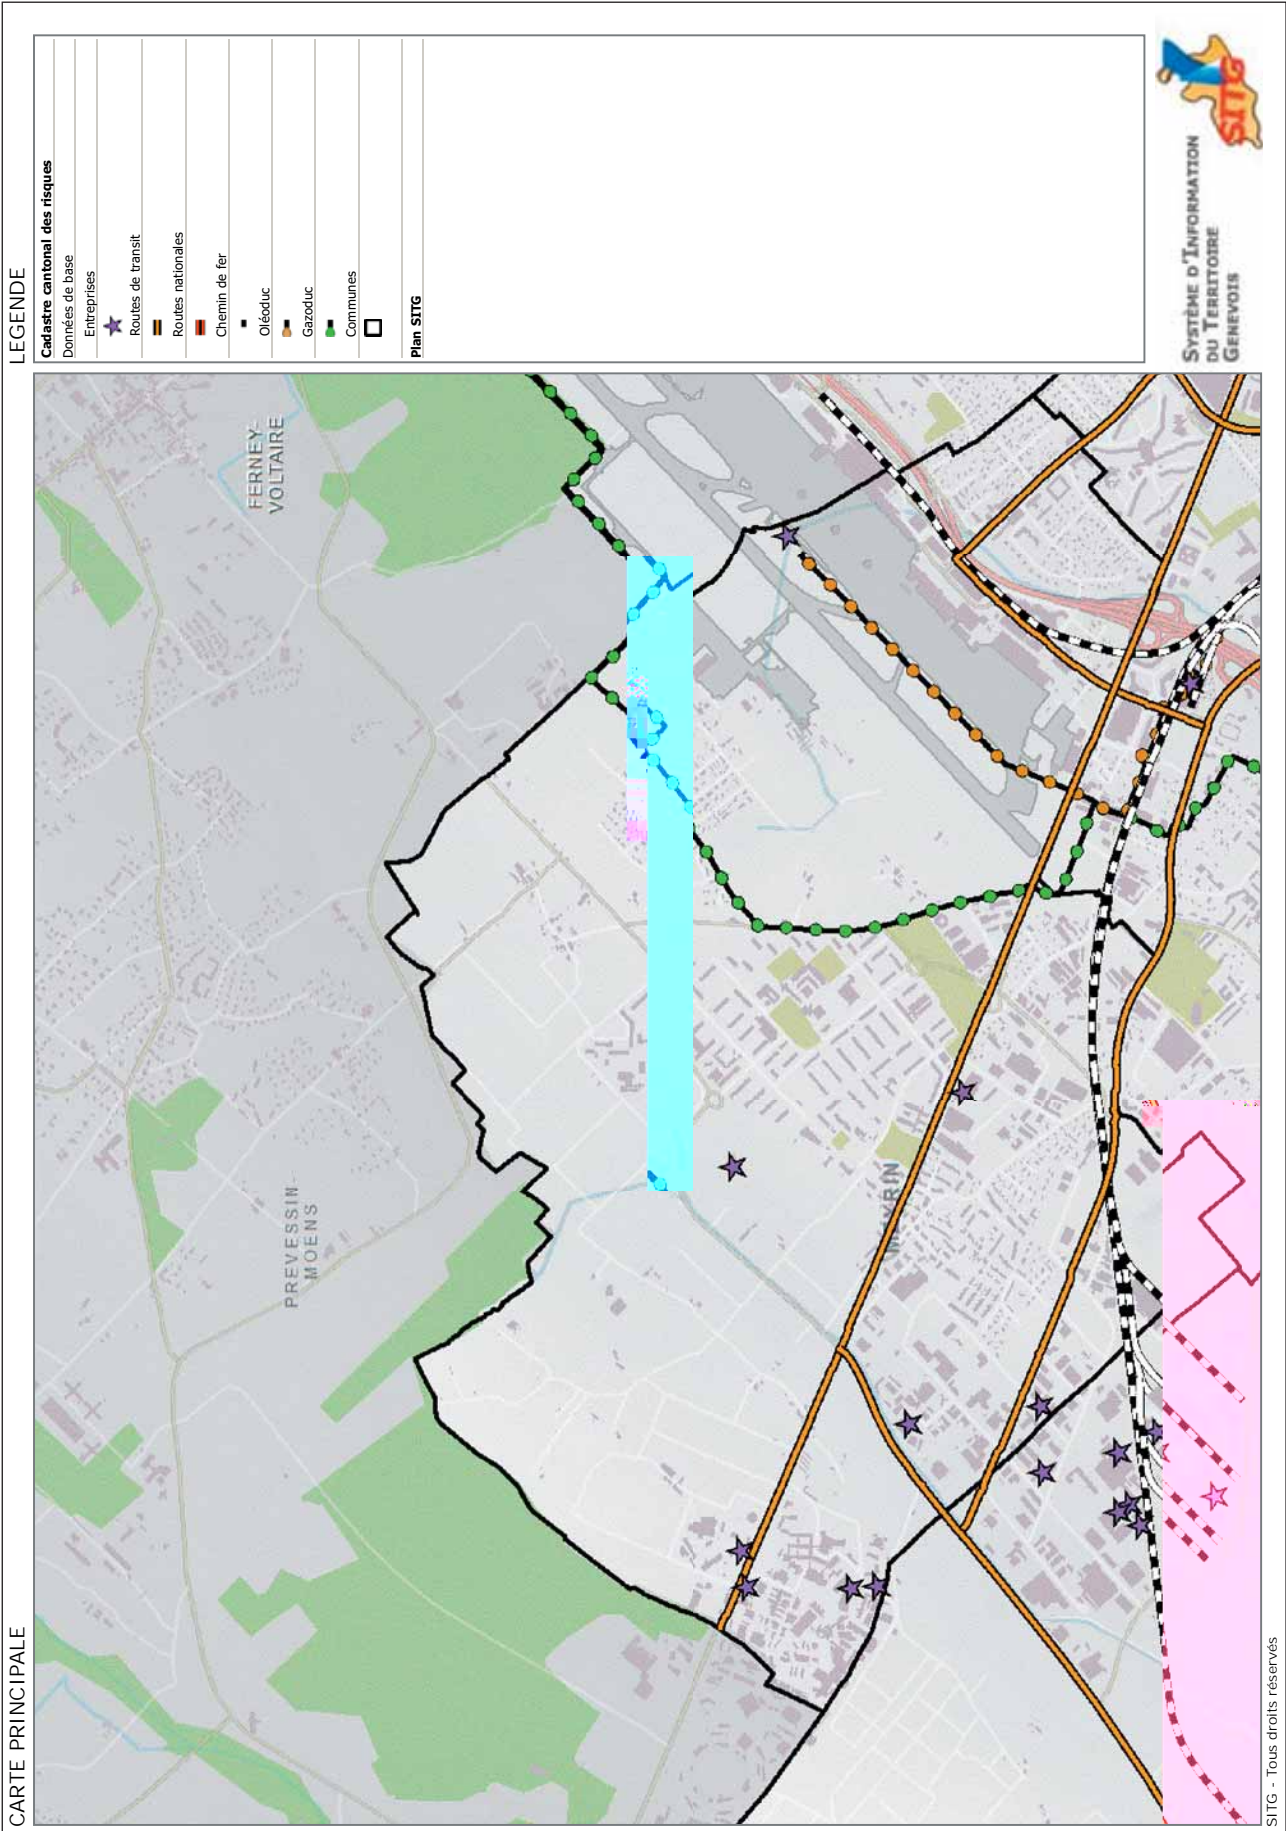 CARTE PRINCIPALE
LEGENDE
FERNEY-
VOLTAIRE
PREVESSIN-
MOENS
MEYRIN
Cadastre cantonal des risques
Données de base
Entreprises
Routes de transit
Routes nationales
Chemin de fer
Oléoduc
Gazoduc
Communes
Plan SITG
SITG
SYSTÈME D'INFORMATION
DU TERRITOIRE
GENEVOIS
SITG - Tous droits réservés